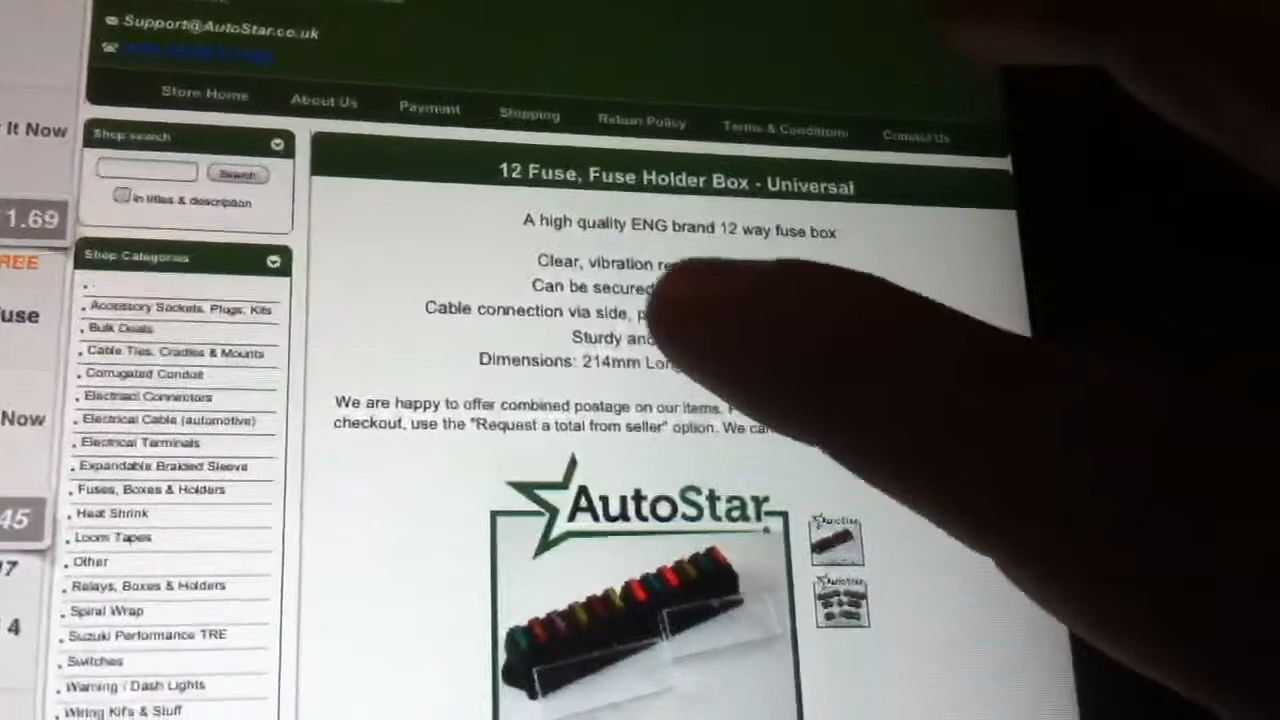 Support@AutoStar.co.uk
Store Home About Us Payment Shipping Return Policy Terms & Conditions Contact Us
It Now
Shop search
Search
in titles & description
1.69
REE
use
Now
45
17
4
Shop Categories
Accessory Sockets, Plugs, Kits
Bulk Deals
Cable Ties, Cradles & Mounts
Corrugated Conduit
Electrical Connectors
Electrical Cable (automotive)
Electrical Terminals
Expandable Braided Sleeve
Fuses, Boxes & Holders
Heat Shrink
Loom Tapes
Other
Relays, Boxes & Holders
Spiral Wrap
Suzuki Performance TRE
Switches
Warning / Dash Lights
Wiring Kits & Stuff
12 Fuse, Fuse Holder Box - Universal
A high quality ENG brand 12 way fuse box
Clear, vibration
Can be secured
Cable connection via side,
Sturdy and
Dimensions: 214mm
We are happy to offer combined postage on our items.
checkout, use the "Request a total from seller" option. We
AutoStar
AutoStar
AutoStar